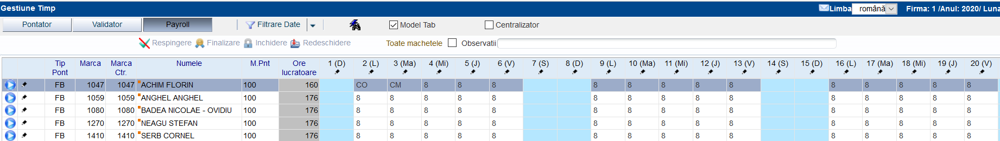 Gestiune Timp Limba română Firma: 1 /Anul: 2020/ Luna
Pontator Validator Payroll Filtrare Date Model Tab Centralizator
Respingere Finalizare Inchidere Redeschidere Toate machetele Observatii
Tip Pont Marca Marca Ctr. Numele M.Pnt Ore lucratoare 1 (D) 2 (L) 3 (Ma) 4 (Mi) 5 (J) 6 (V) 7 (S) 8 (D) 9 (L) 10 (Ma) 11 (Mi) 12 (J) 13 (V) 14 (S) 15 (D) 16 (L) 17 (Ma) 18 (Mi) 19 (J) 20 (V)
FB 1047 1047 ACHIM FLORIN 100 160 CO CM 8 8 8 8 8 8 8 8 8 8 8 8 8
FB 1059 1059 ANGHEL ANGHEL 100 176 8 8 8 8 8 8 8 8 8 8 8 8 8 8 8
FB 1080 1080 BADEA NICOLAE - OVIDIU 100 176 8 8 8 8 8 8 8 8 8 8 8 8 8 8 8
FB 1270 1270 NEAGU STEFAN 100 176 8 8 8 8 8 8 8 8 8 8 8 8 8 8 8
FB 1410 1410 SERB CORNEL 100 176 8 8 8 8 8 8 8 8 8 8 8 8 8 8 8